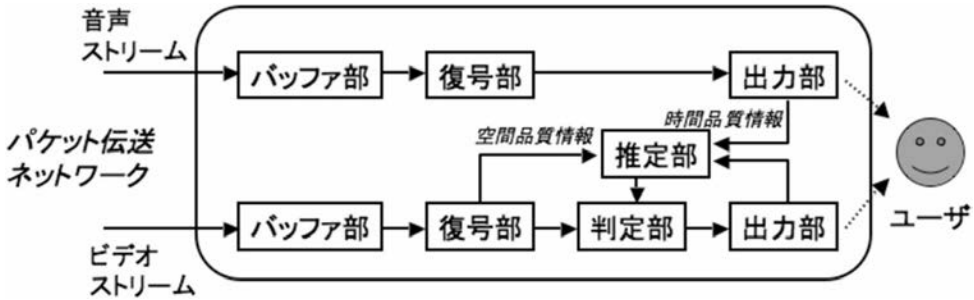 音声
ストリーム
バッファ部
復号部
出力部
時間品質情報
空間品質情報
パケット伝送
ネットワーク
推定部
ユーザ
バッファ部
復号部
判定部
出力部
ビデオ
ストリーム